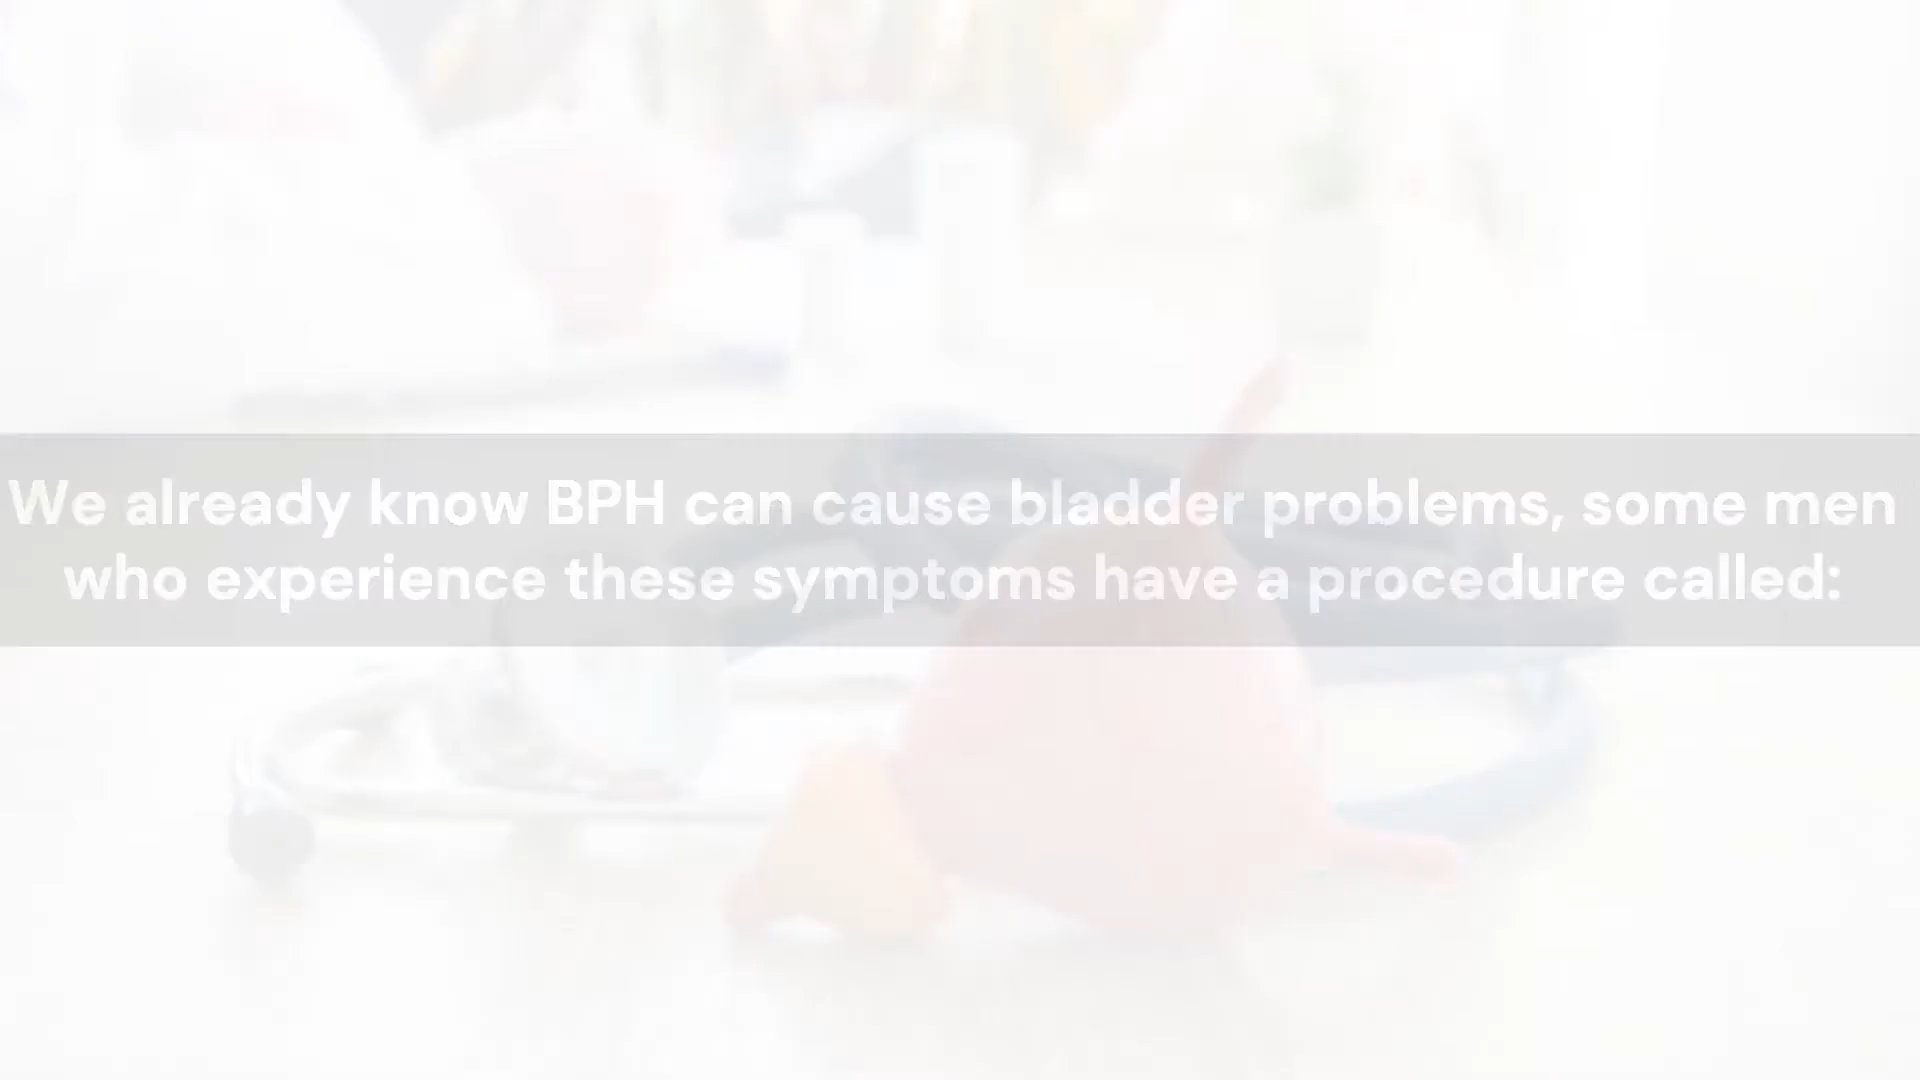 We already know BPH can cause bladder problems, some men
who experience these symptoms have a procedure called: